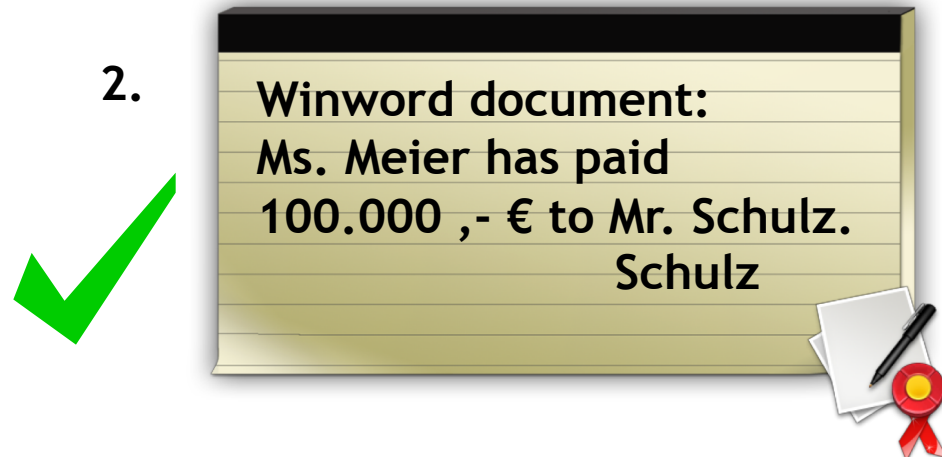 2.
Winword document:
Ms. Meier has paid
100.000 ,- € to Mr. Schulz.
Schulz